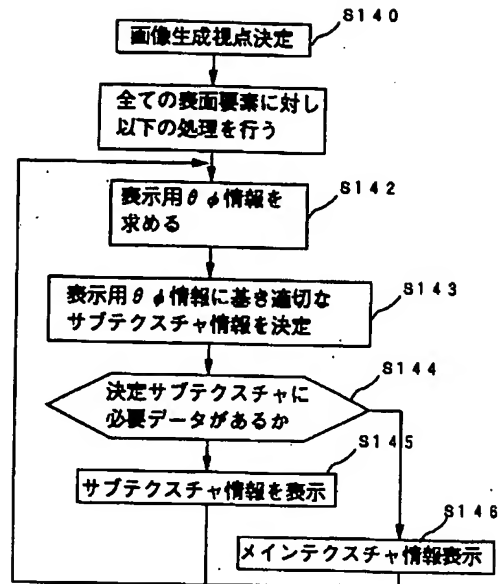 S140
画像生成視点決定
全ての表面要素に対し
以下の処理を行う
S142
表示用θφ情報を
求める
S143
表示用θφ情報に基き適切な
サブテクスチャ情報を決定
S144
決定サブテクスチャに
必要データがあるか
S145
サブテクスチャ情報を表示
S146
メインテクスチャ情報表示